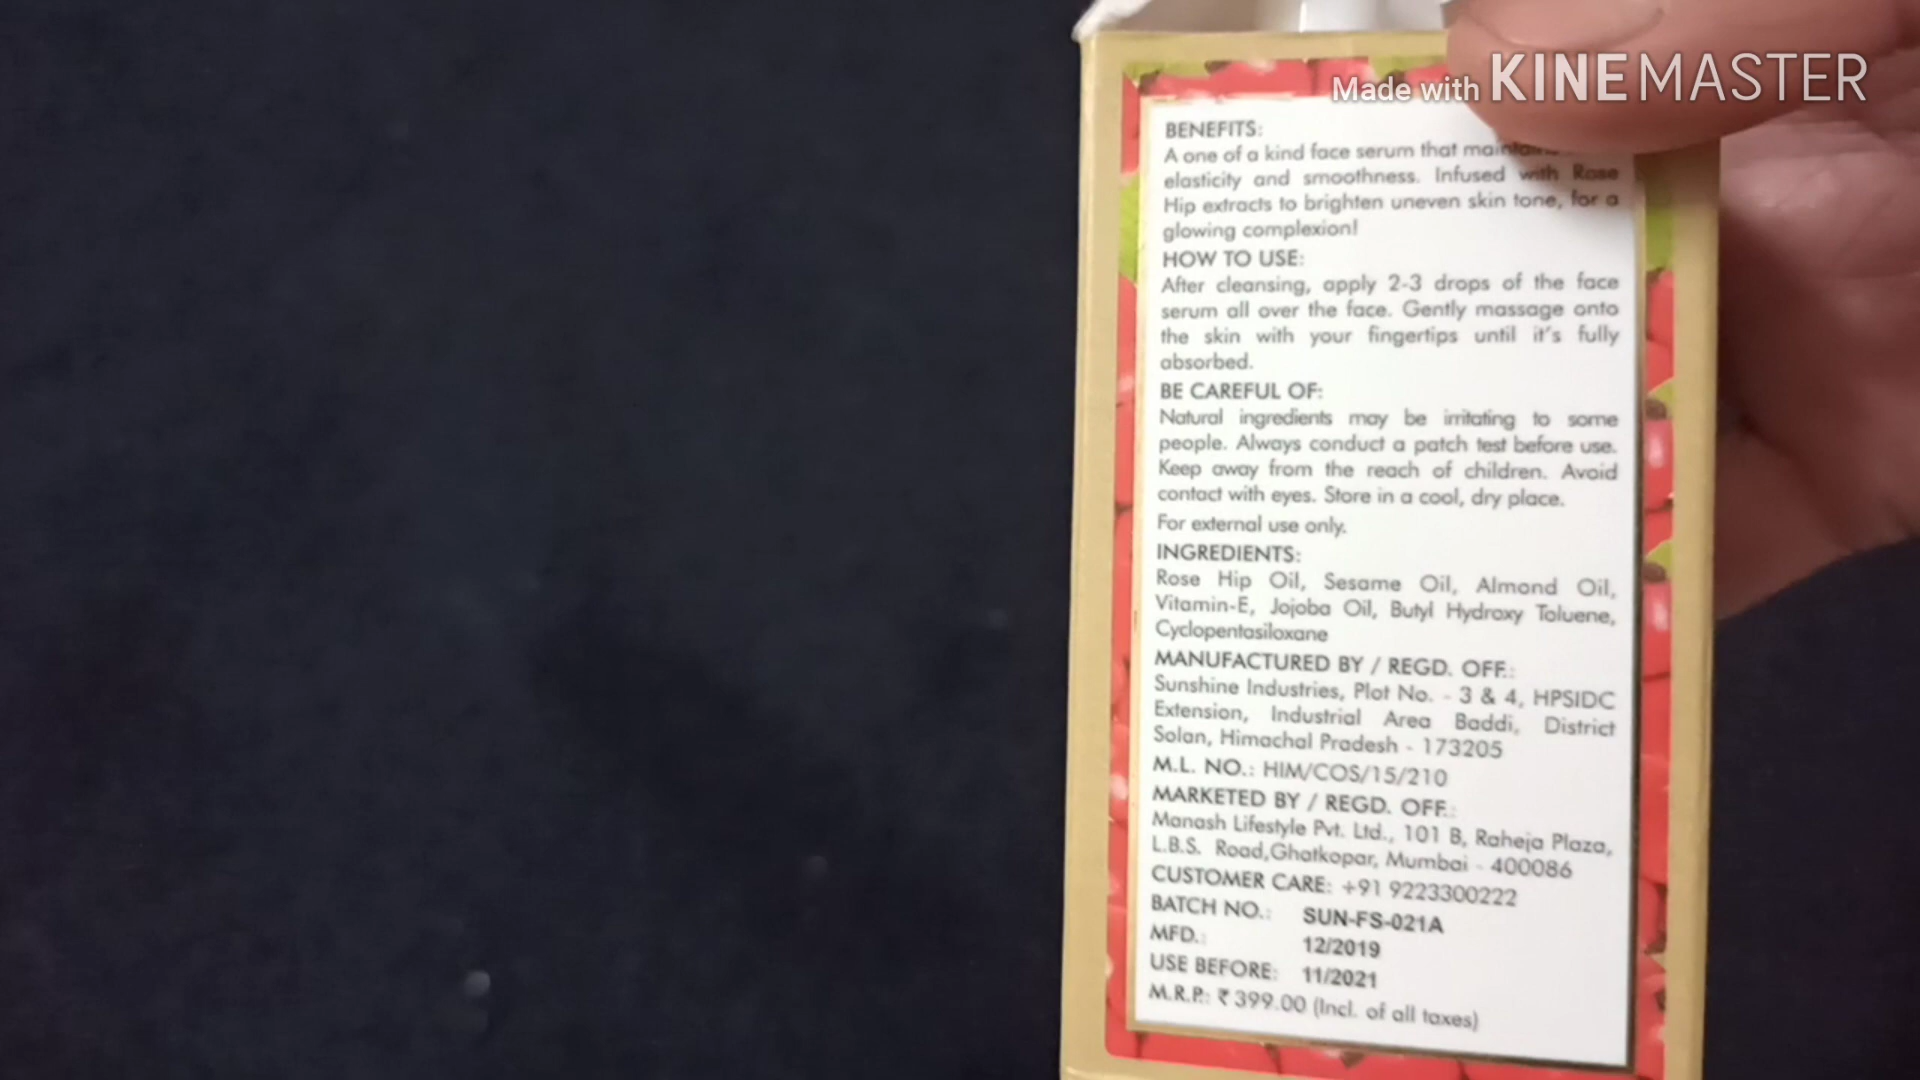 Made with KINEMASTER
BENEFITS:
A one of a kind face serum that maintains
elasticity and smoothness. Infused with Rose
Hip extracts to brighten uneven skin tone, for a
glowing complexion!
HOW TO USE:
After cleansing, apply 2-3 drops of the face
serum all over the face. Gently massage onto
the skin with your fingertips until it's fully
absorbed.
BE CAREFUL OF:
Natural ingredients may be irritating to some
people. Always conduct a patch test before use.
Keep away from the reach of children. Avoid
contact with eyes. Store in a cool, dry place.
For external use only.
INGREDIENTS:
Rose Hip Oil, Sesame Oil, Almond Oil,
Vitamin-E, Jojoba Oil, Butyl Hydroxy Toluene,
Cyclopentasiloxane
MANUFACTURED BY / REGD. OFF.:
Sunshine Industries, Plot No. - 3 & 4, HPSIDC
Extension, Industrial Area Baddi, District
Solan, Himachal Pradesh - 173205
M.L. NO.: HIM/COS/15/210
MARKETED BY / REGD. OFF.:
Manash Lifestyle Pvt. Ltd., 101 B, Raheja Plaza,
L.B.S. Road,Ghatkopar, Mumbai - 400086
CUSTOMER CARE: +91 9223300222
BATCH NO.: SUN-FS-021A
MFD.: 12/2019
USE BEFORE: 11/2021
M.R.P.: ₹ 399.00 (Incl. of all taxes)